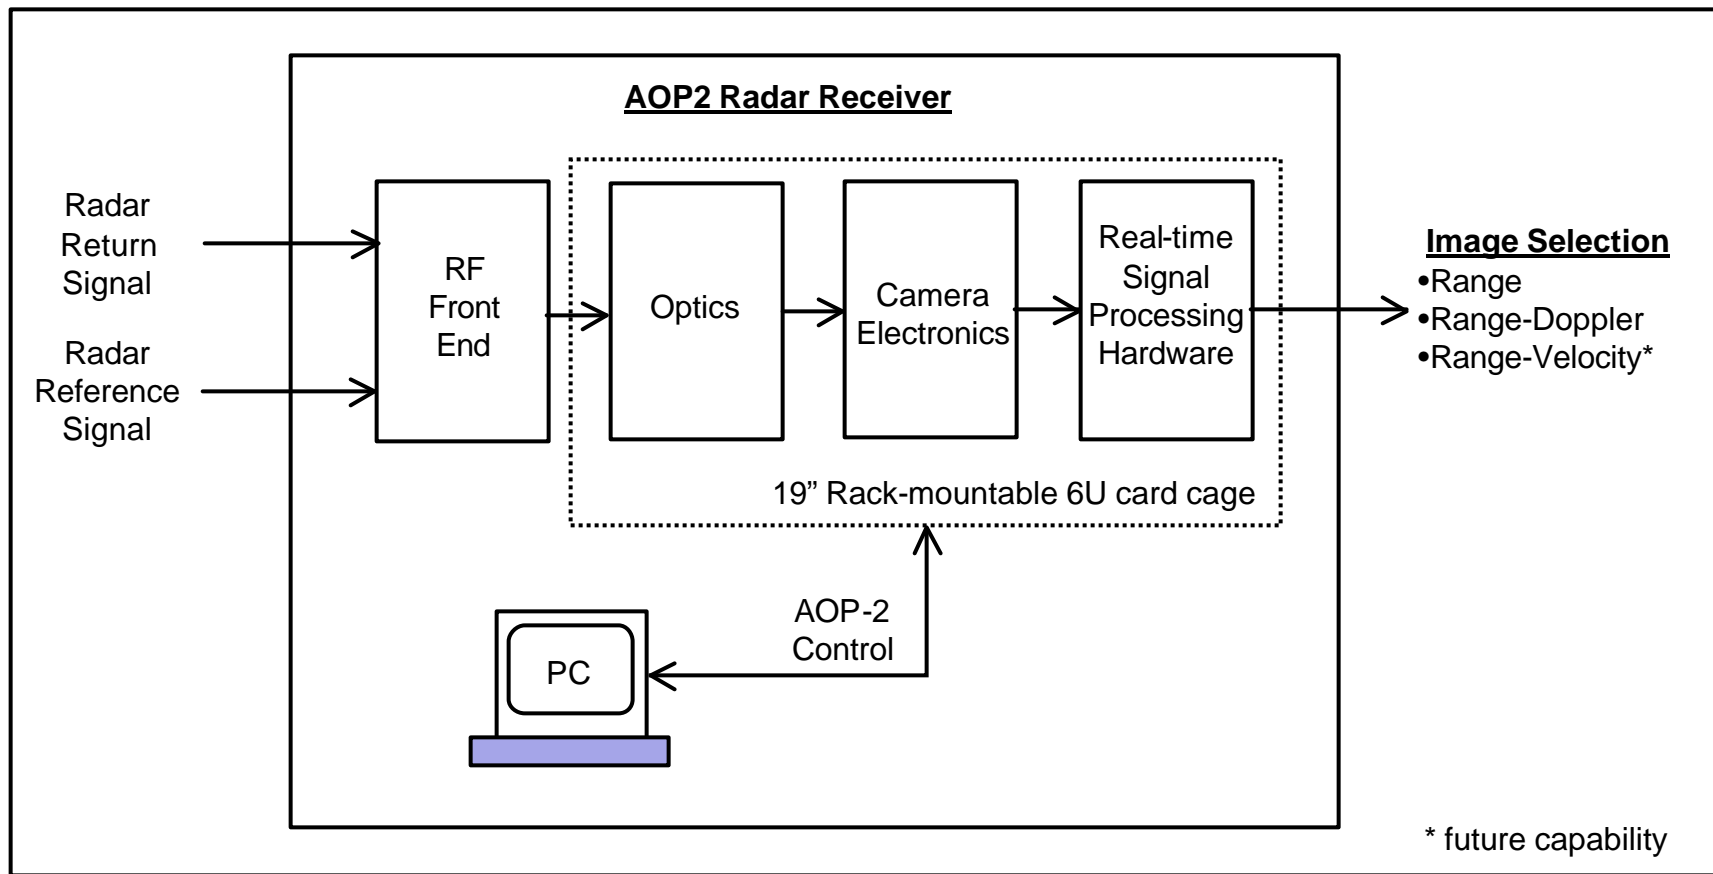 AOP2 Radar Receiver
Radar
Return
Signal
Radar
Reference
Signal
RF
Front
End
Optics
Camera
Electronics
Real-time
Signal
Processing
Hardware
19” Rack-mountable 6U card cage
AOP-2
Control
PC
Image Selection
•Range
•Range-Doppler
•Range-Velocity*
* future capability